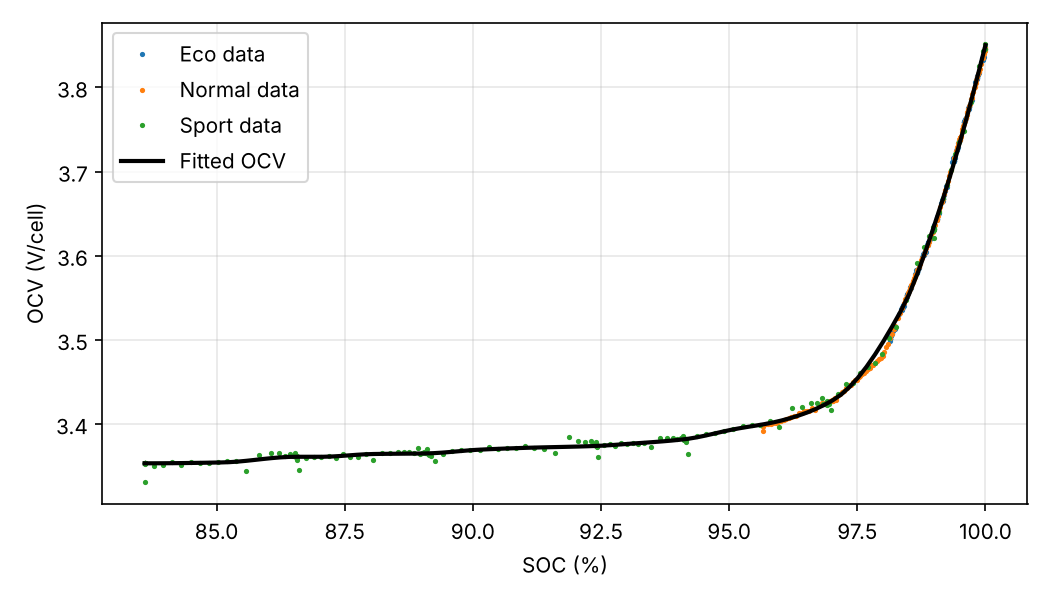 Eco data
Normal data
Sport data
Fitted OCV
OCV (V/cell)
3.8
3.7
3.6
3.5
3.4
85.0 87.5 90.0 92.5 95.0 97.5 100.0
SOC (%)